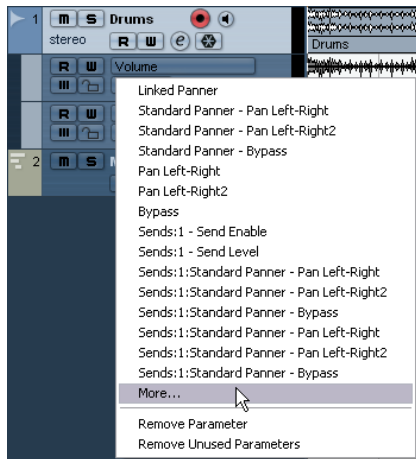 1 M S Drums
stereo R W e
Drums
R W Volume
R W
2 M S
Linked Panner
Standard Panner - Pan Left-Right
Standard Panner - Pan Left-Right2
Standard Panner - Bypass
Pan Left-Right
Pan Left-Right2
Bypass
Sends:1 - Send Enable
Sends:1 - Send Level
Sends:1:Standard Panner - Pan Left-Right
Sends:1:Standard Panner - Pan Left-Right2
Sends:1:Standard Panner - Bypass
Sends:1:Standard Panner - Pan Left-Right
Sends:1:Standard Panner - Pan Left-Right2
Sends:1:Standard Panner - Bypass
More...
Remove Parameter
Remove Unused Parameters